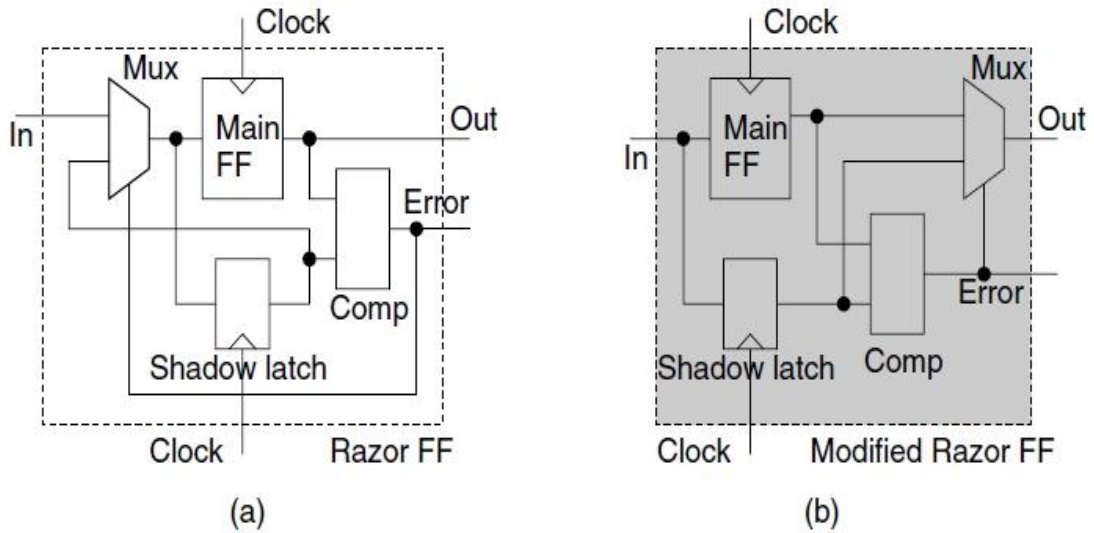 Clock
Mux
In
Main
FF
Out
Error
Comp
Shadow latch
Clock
Razor FF
(a)
Clock
Mux
In
Main
FF
Out
Error
Comp
Shadow latch
Clock
Modified Razor FF
(b)